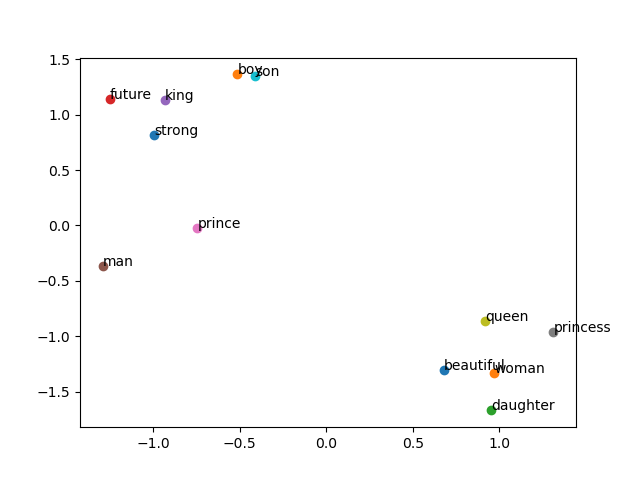 1.5
boy
son
future
king
1.0
strong
0.5
prince
0.0
man
−0.5
queen
princess
−1.0
beautiful
woman
−1.5
daughter
−1.0
−0.5
0.0
0.5
1.0